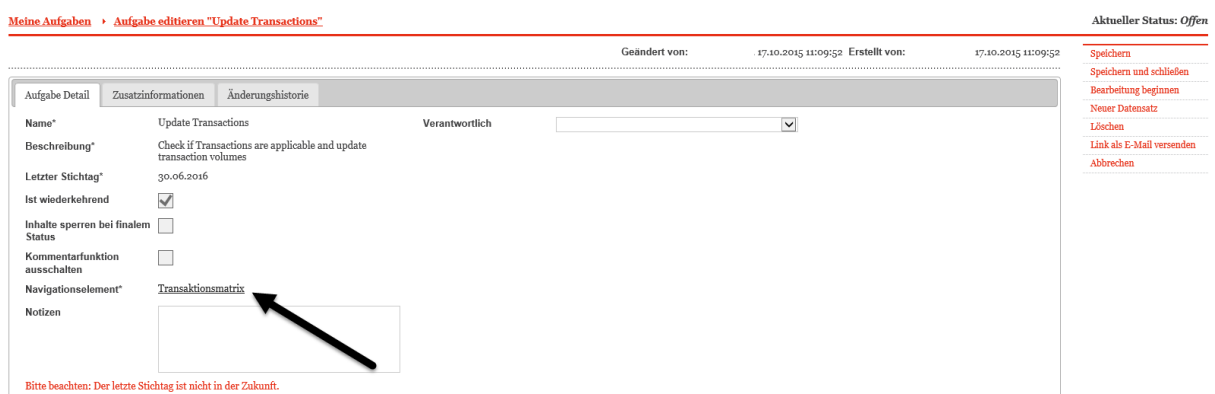 Meine Aufgaben ▸ Aufgabe editieren "Update Transactions"
Aktueller Status: Offen
Geändert von: . 17.10.2015 11:09:52 Erstellt von: 17.10.2015 11:09:52
Speichern
Speichern und schließen
Bearbeitung beginnen
Neuer Datensatz
Löschen
Link als E-Mail versenden
Abbrechen
Aufgabe Detail Zusatzinformationen Änderungshistorie
Name* Update Transactions Verantwortlich
Beschreibung* Check if Transactions are applicable and update
transaction volumes
Letzter Stichtag* 30.06.2016
Ist wiederkehrend
Inhalte sperren bei finalem
Status
Kommentarfunktion
ausschalten
Navigationselement* Transaktionsmatrix
Notizen
Bitte beachten: Der letzte Stichtag ist nicht in der Zukunft.